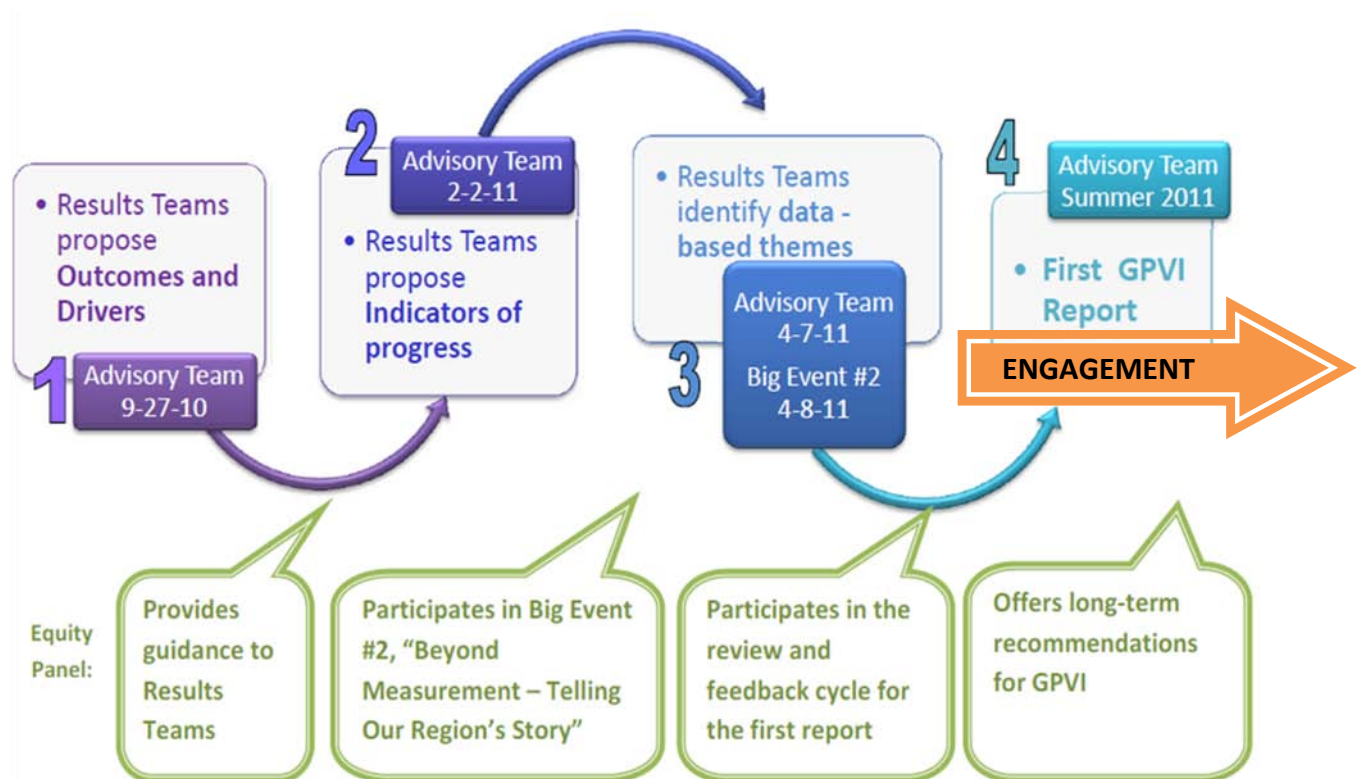 • Results Teams
propose
Outcomes and
Drivers
1
Advisory Team
9-27-10
2
Advisory Team
2-2-11
• Results Teams
propose
Indicators of
progress
• Results Teams
identify data -
based themes
3
Advisory Team
4-7-11
Big Event #2
4-8-11
4
Advisory Team
Summer 2011
• First GPVI
Report
ENGAGEMENT
Equity
Panel:
Provides
guidance to
Results
Teams
Participates in Big Event
#2, “Beyond
Measurement – Telling
Our Region’s Story”
Participates in the
review and
feedback cycle for
the first report
Offers long-term
recommendations
for GPVI